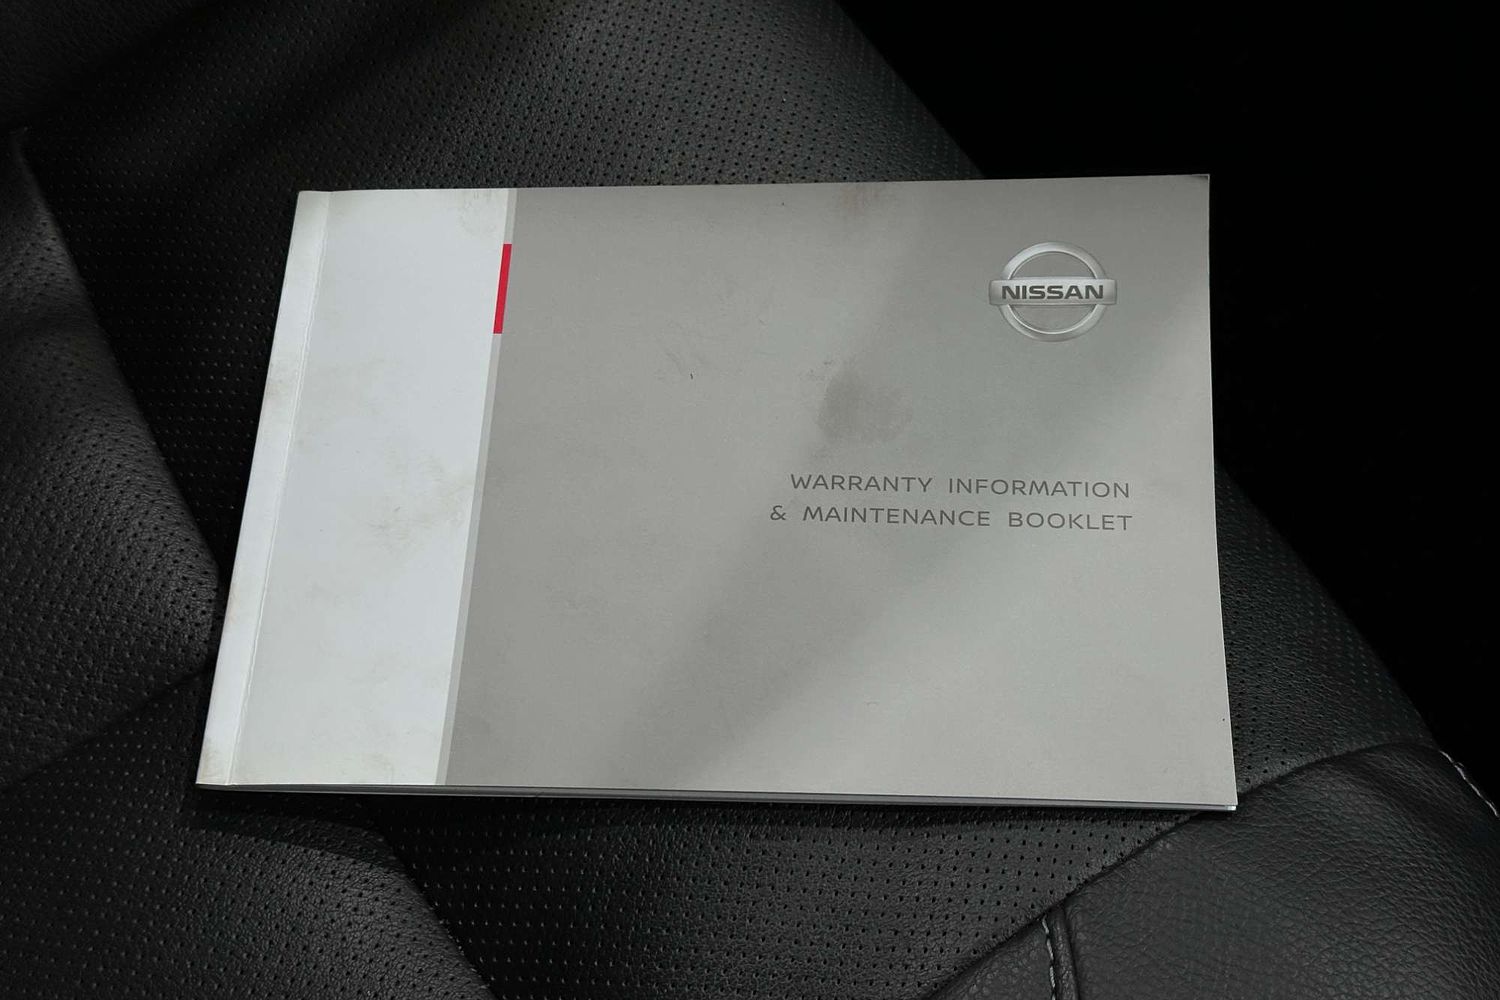 NISSAN
WARRANTY INFORMATION
& MAINTENANCE BOOKLET